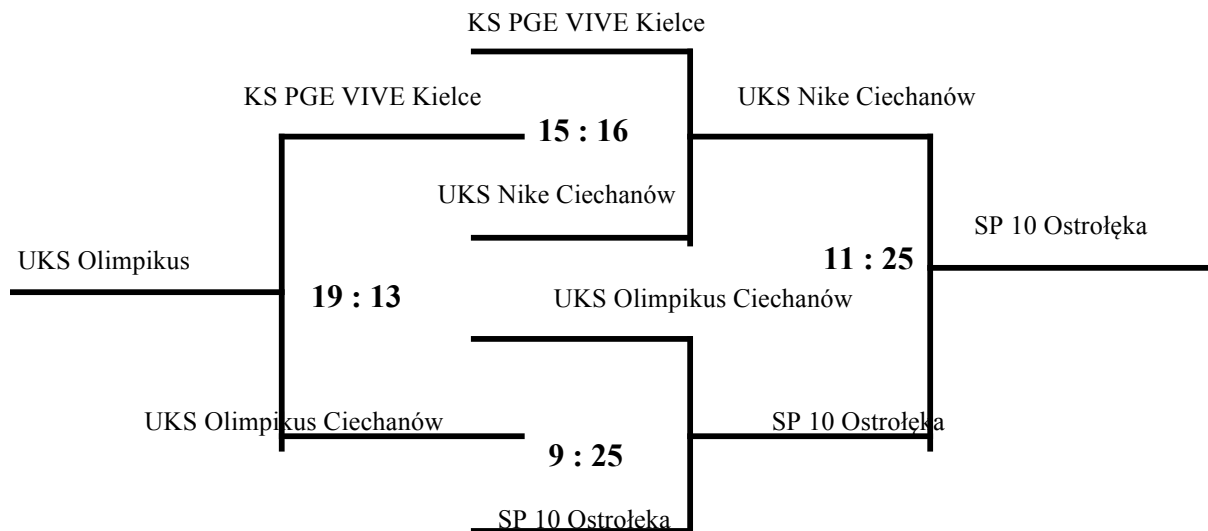 KS PGE VIVE Kielce
KS PGE VIVE Kielce
UKS Nike Ciechanów
15 : 16
UKS Nike Ciechanów
SP 10 Ostrołęka
UKS Olimpikus
11 : 25
19 : 13
UKS Olimpikus Ciechanów
UKS Olimpikus Ciechanów
SP 10 Ostrołęka
9 : 25
SP 10 Ostrołęka